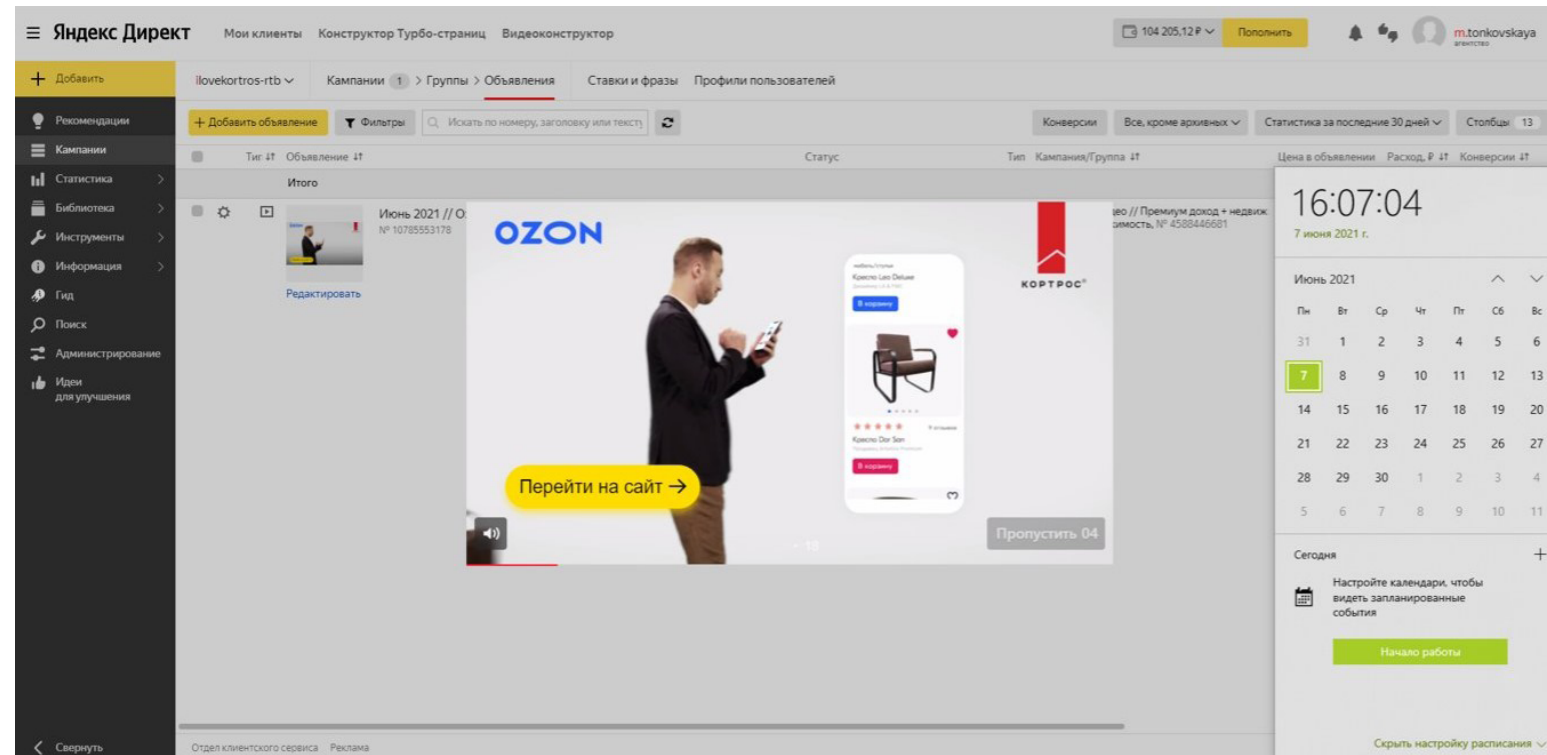 Яндекс Директ
Мои клиенты Конструктор Турбо-страниц Видеоконструктор
104 205,12 ₽ Пополнить
m.tonkovskaya
агентство
+ Добавить
ilovekortros-rtb
Кампании 1 > Группы > Объявления Ставки и фразы Профили пользователей
Рекомендации
Кампании
Статистика
Библиотека
Инструменты
Информация
Гид
Поиск
Администрирование
Идеи
для улучшения
Свернуть
+ Добавить объявление Фильтры Искать по номеру, заголовку или тексту
Конверсии Все, кроме архивных Статистика за последние 30 дней Столбцы 13
Тип Объявление Статус Тип Кампания/Группа Цена в объявлении Расход, ₽ Конверсии
Итого
Июнь 2021 // O
№ 10785553178
Редактировать
ео // Премиум доход + недвиж
имость, № 4588446681
OZON
КОРТРОС®
мебель/стулья
Кресло Leo Deluxe
В корзину
9 отзывов
Кресло Dor San
В корзину
Перейти на сайт →
Пропустить 04
18
16:07:04
7 июня 2021 г.
Июнь 2021
Пн Вт Ср Чт Пт Сб Вс
31 1 2 3 4 5 6
7 8 9 10 11 12 13
14 15 16 17 18 19 20
21 22 23 24 25 26 27
28 29 30 1 2 3 4
5 6 7 8 9 10 11
Сегодня +
Настройте календари, чтобы
видеть запланированные
события
Начало работы
Скрыть настройку расписания
Отдел клиентского сервиса Реклама